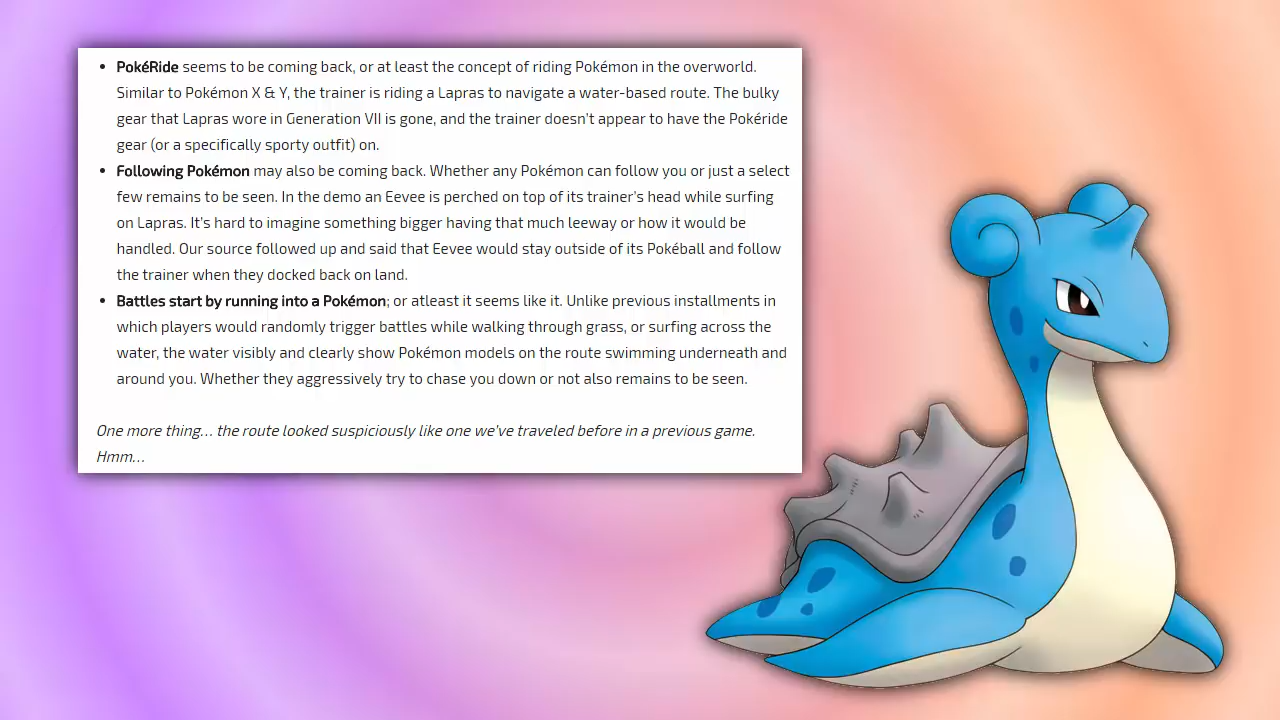 • PokéRide seems to be coming back, or at least the concept of riding Pokémon in the overworld.
Similar to Pokémon X & Y, the trainer is riding a Lapras to navigate a water-based route. The bulky
gear that Lapras wore in Generation VII is gone, and the trainer doesn't appear to have the Pokéride
gear (or a specifically sporty outfit) on.
• Following Pokémon may also be coming back. Whether any Pokémon can follow you or just a select
few remains to be seen. In the demo an Eevee is perched on top of its trainer's head while surfing
on Lapras. It's hard to imagine something bigger having that much leeway or how it would be
handled. Our source followed up and said that Eevee would stay outside of its Pokéball and follow
the trainer when they docked back on land.
• Battles start by running into a Pokémon; or atleast it seems like it. Unlike previous installments in
which players would randomly trigger battles while walking through grass, or surfing across the
water, the water visibly and clearly show Pokémon models on the route swimming underneath and
around you. Whether they aggressively try to chase you down or not also remains to be seen.
One more thing... the route looked suspiciously like one we've traveled before in a previous game.
Hmm...